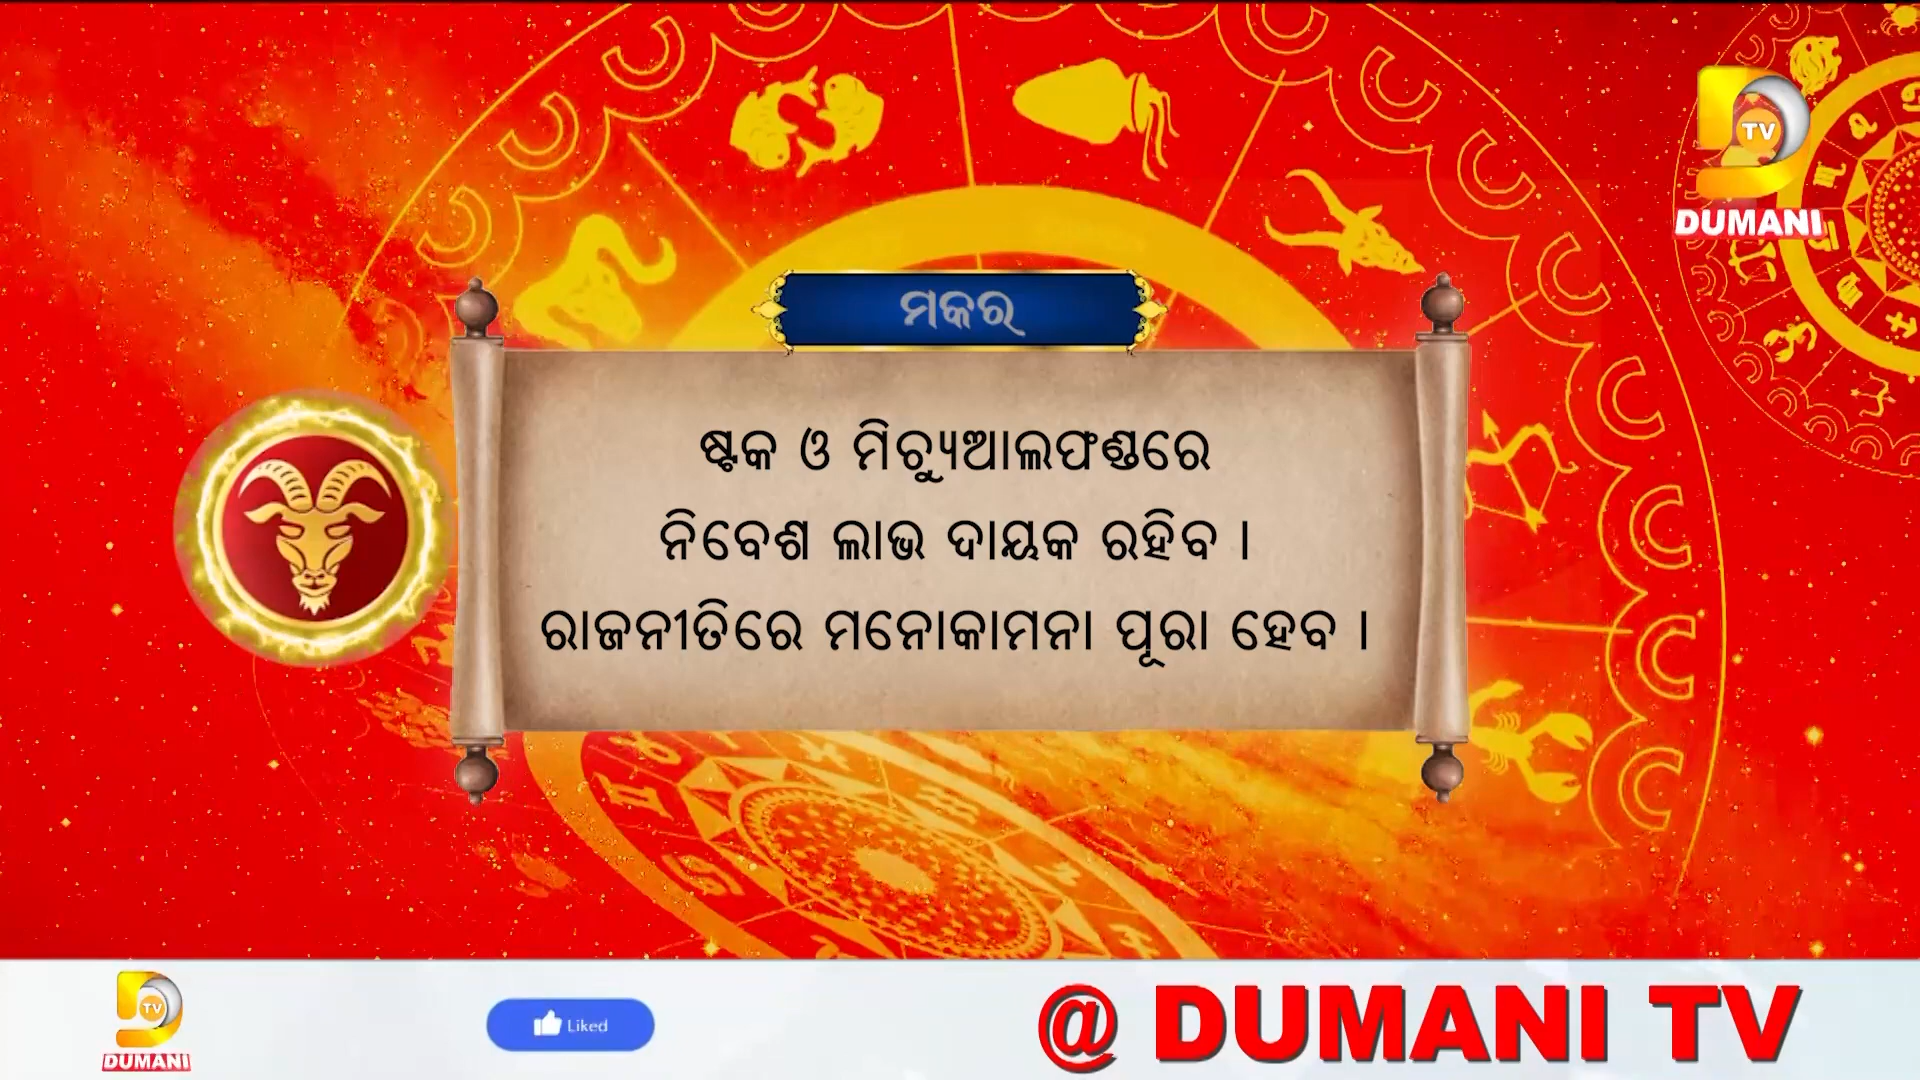 TV
DUMANI
ମକର
ଷ୍ଟକ ଓ ମିଚ୍ୟୁଆଲଫଣ୍ଡରେ
ନିବେଶ ଲାଭ ଦାୟକ ରହିବ ।
ରାଜନୀତିରେ ମନୋକାମନା ପୂରା ହେବ ।
TV
DUMANI
Liked
@ DUMANI TV